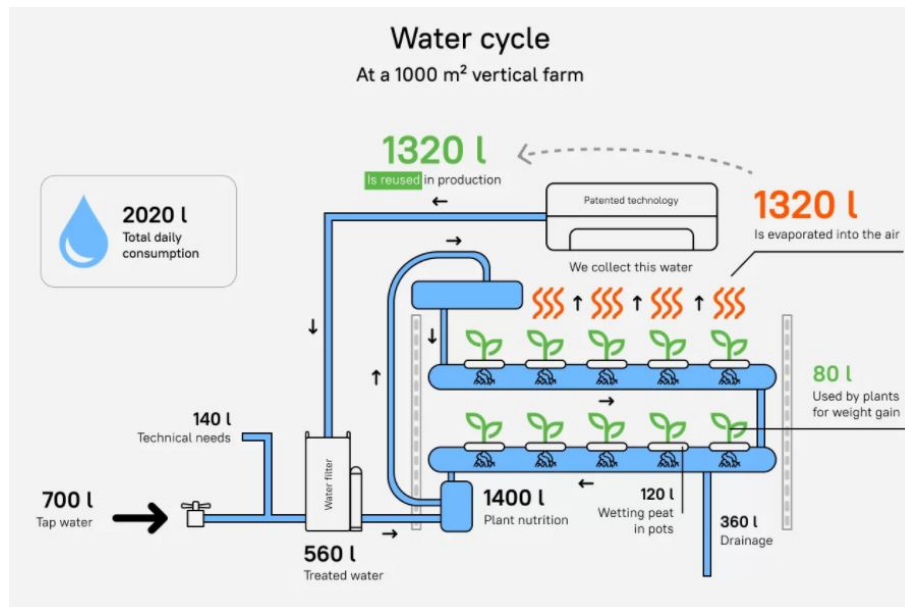 Water cycle
At a 1000 m² vertical farm
1320 l
Is reused in production
2020 l
Total daily
consumption
Patented technology
1320 l
Is evaporated into the air
We collect this water
80 l
Used by plants
for weight gain
140 l
Technical needs
Water filter
700 l
Tap water
1400 l
Plant nutrition
120 l
Wetting peat
in pots
360 l
Drainage
560 l
Treated water